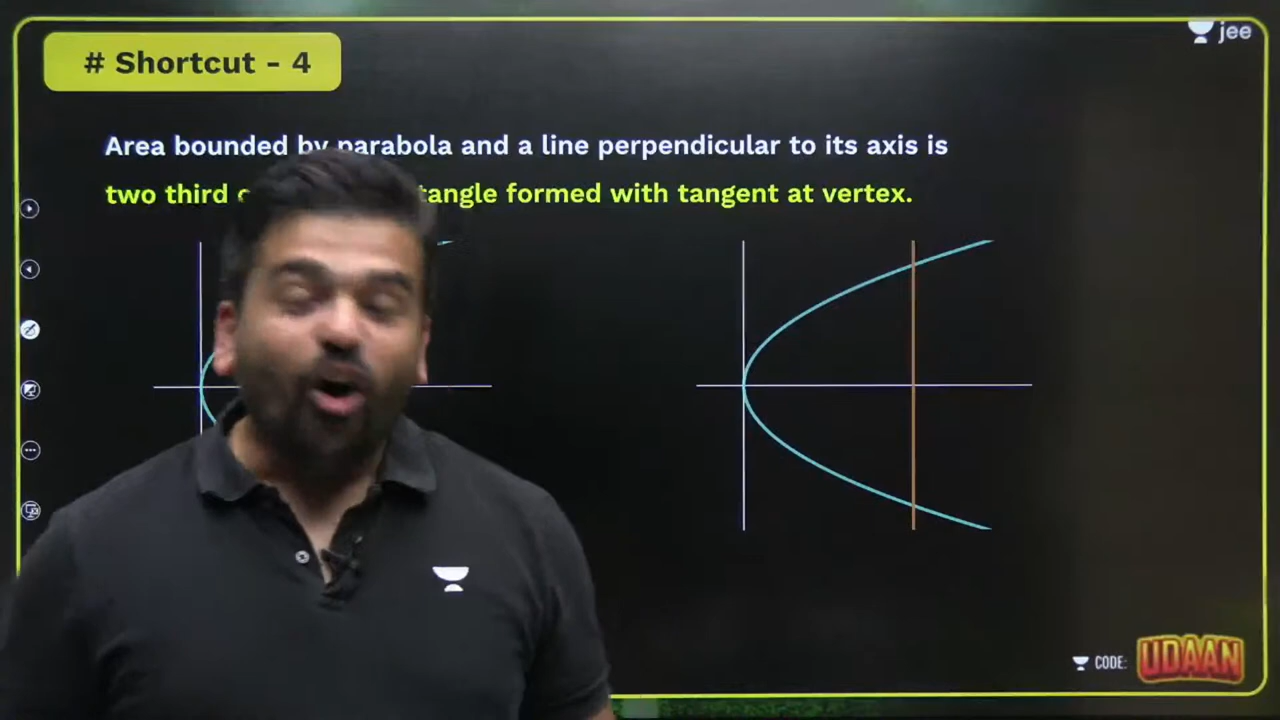 # Shortcut - 4
jee
Area bounded by parabola and a line perpendicular to its axis is
two third tangle formed with tangent at vertex.
CODE: UDAAN